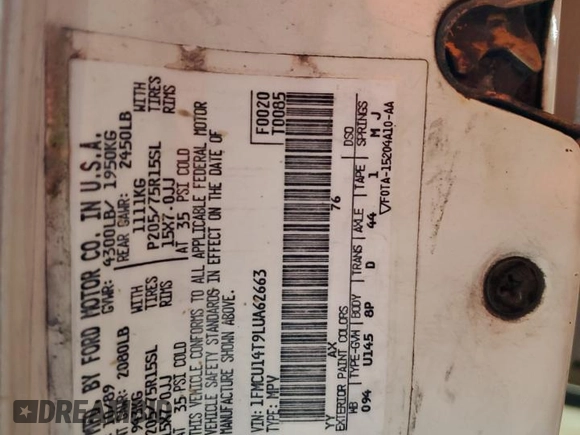 BY FORD MOTOR CO. IN U.S.A.
GVWR: 4300LB/ 1950KG
2080LB REAR GAWR: 2450LB
WITH 1111KG WITH
TIRES P205/75R15SL TIRES
RIMS 15X7.0JJ RIMS
AT 35 PSI COLD AT 35 PSI COLD
THIS VEHICLE CONFORMS TO ALL APPLICABLE FEDERAL MOTOR
VEHICLE SAFETY STANDARDS IN EFFECT ON THE DATE OF
MANUFACTURE SHOWN ABOVE.
VIN: 1FMCU14T9LUA62663
TYPE: MPV
F0020
T0085
76
YY AX
EXTERIOR PAINT COLORS DSO
WB TYPE-GVW BODY TRANS AXLE TAPE SPRINGS
094 U145 8P D 44 1 M J
F0TA-15204A10-AA
DREAM